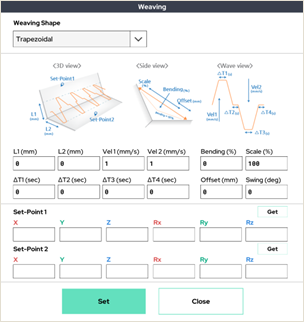 Weaving
Weaving Shape
Trapezoidal
<3D view> <Side view> <Wave view>
Set-Point1
Set-Point2
L1 (mm)
L2 (mm)
Scale (%)
Bending(%)
Offset(mm)
ΔT1(s)
Vel2 (mm)
Vel1 (mm/s)
ΔT2(s)
ΔT4(s)
ΔT3(s)
L1 (mm) L2 (mm) Vel 1 (mm/s) Vel 2 (mm/s) Bending (%) Scale (%)
0 0 1 1 0 100
ΔT1 (sec) ΔT2 (sec) ΔT3 (sec) ΔT4 (sec) Offset (mm) Swing (deg)
0 0 0 0 0 0
Set-Point 1 Get
X Y Z Rx Ry Rz
Set-Point 2 Get
X Y Z Rx Ry Rz
Set Close